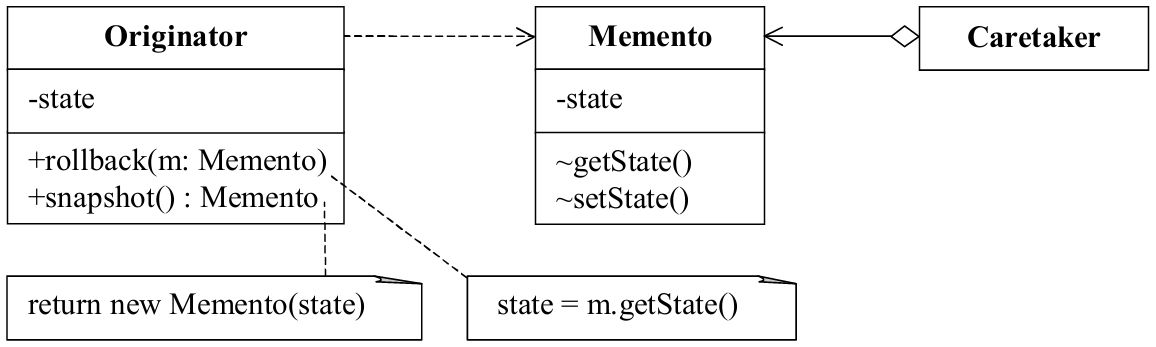 Originator
-state
+rollback(m: Memento)
+snapshot() : Memento
Memento
-state
~getState()
~setState()
Caretaker
return new Memento(state)
state = m.getState()